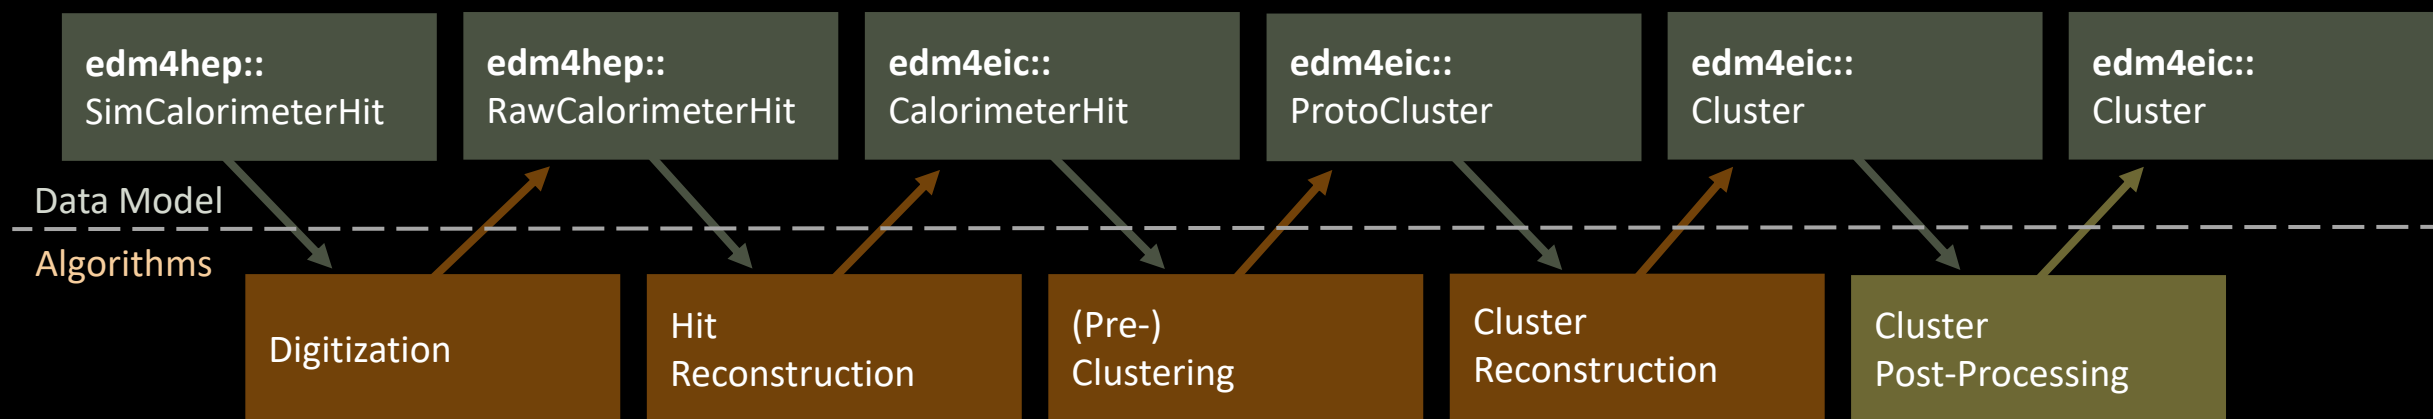 edm4hep::
SimCalorimeterHit
edm4hep::
RawCalorimeterHit
edm4eic::
CalorimeterHit
edm4eic::
ProtoCluster
edm4eic::
Cluster
edm4eic::
Cluster
Data Model
Algorithms
Digitization
Hit
Reconstruction
(Pre-)
Clustering
Cluster
Reconstruction
Cluster
Post-Processing